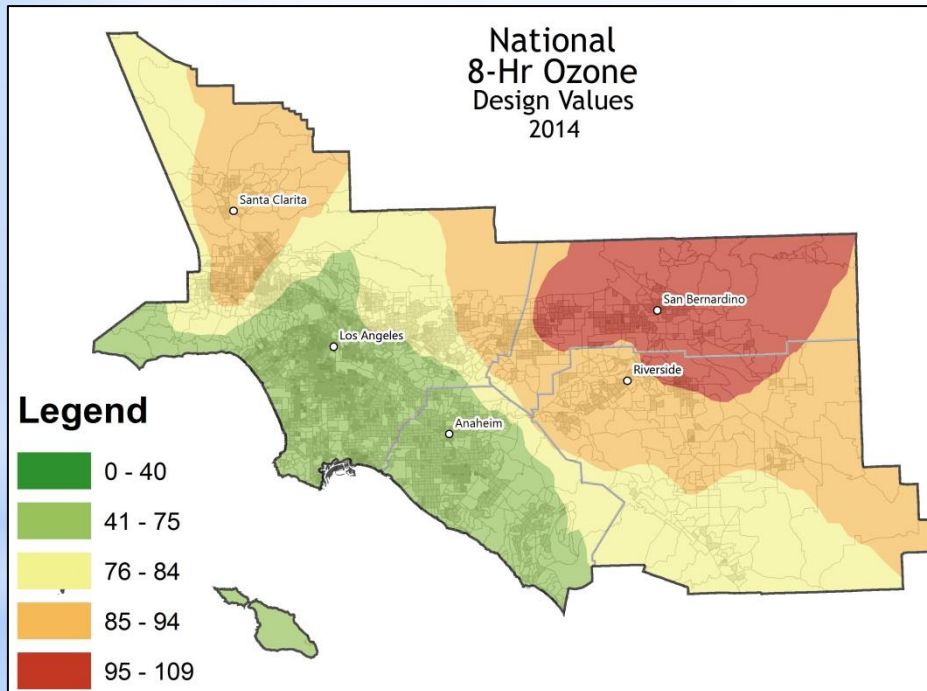 National
8-Hr Ozone
Design Values
2014
Santa Clarita
San Bernardino
Los Angeles
Riverside
Anaheim
Legend
0 - 40
41 - 75
76 - 84
85 - 94
95 - 109